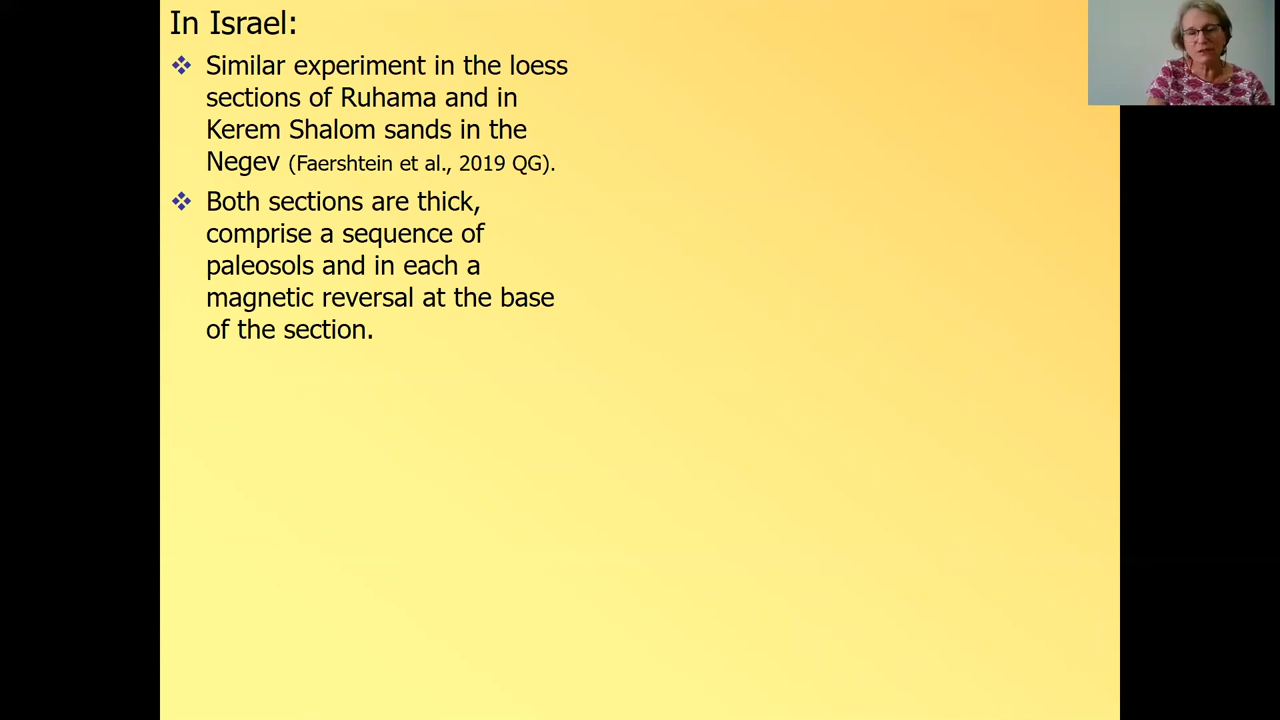 In Israel:
Similar experiment in the loess
sections of Ruhama and in
Kerem Shalom sands in the
Negev (Faershtein et al., 2019 QG).
Both sections are thick,
comprise a sequence of
paleosols and in each a
magnetic reversal at the base
of the section.